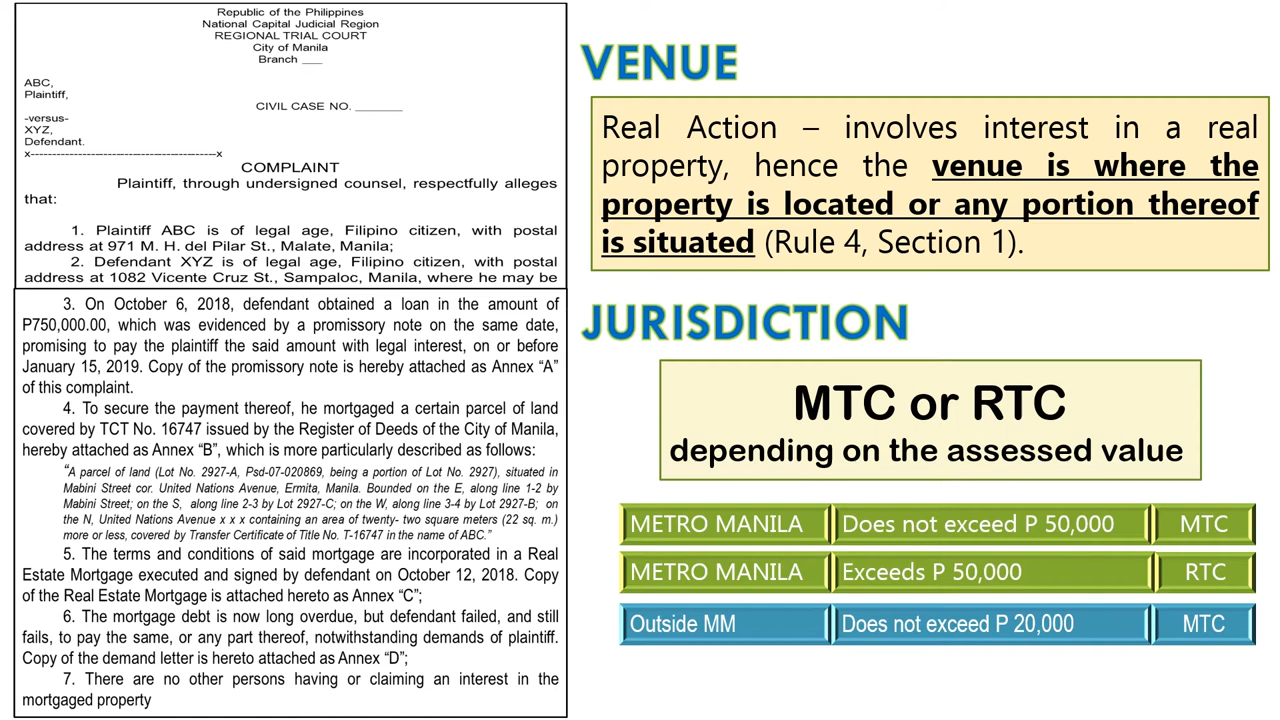 Republic of the Philippines
National Capital Judicial Region
REGIONAL TRIAL COURT
City of Manila
Branch ___
ABC,
Plaintiff,
CIVIL CASE NO. _______
-versus-
XYZ,
Defendant.
x-------------------------------------------x
COMPLAINT
Plaintiff, through undersigned counsel, respectfully alleges
that:
1. Plaintiff ABC is of legal age, Filipino citizen, with postal
address at 971 M. H. del Pilar St., Malate, Manila;
2. Defendant XYZ is of legal age, Filipino citizen, with postal
address at 1082 Vicente Cruz St., Sampaloc, Manila, where he may be
3. On October 6, 2018, defendant obtained a loan in the amount of
P750,000.00, which was evidenced by a promissory note on the same date,
promising to pay the plaintiff the said amount with legal interest, on or before
January 15, 2019. Copy of the promissory note is hereby attached as Annex “A”
of this complaint.
4. To secure the payment thereof, he mortgaged a certain parcel of land
covered by TCT No. 16747 issued by the Register of Deeds of the City of Manila,
hereby attached as Annex “B”, which is more particularly described as follows:
“A parcel of land (Lot No. 2927-A, Psd-07-020869, being a portion of Lot No. 2927), situated in
Mabini Street cor. United Nations Avenue, Ermita, Manila. Bounded on the E, along line 1-2 by
Mabini Street; on the S, along line 2-3 by Lot 2927-C; on the W, along line 3-4 by Lot 2927-B; on
the N, United Nations Avenue x x x containing an area of twenty- two square meters (22 sq. m.)
more or less, covered by Transfer Certificate of Title No. T-16747 in the name of ABC.”
5. The terms and conditions of said mortgage are incorporated in a Real
Estate Mortgage executed and signed by defendant on October 12, 2018. Copy
of the Real Estate Mortgage is attached hereto as Annex “C”;
6. The mortgage debt is now long overdue, but defendant failed, and still
fails, to pay the same, or any part thereof, notwithstanding demands of plaintiff.
Copy of the demand letter is hereto attached as Annex “D”;
7. There are no other persons having or claiming an interest in the
mortgaged property
VENUE
Real Action – involves interest in a real
property, hence the venue is where the
property is located or any portion thereof
is situated (Rule 4, Section 1).
JURISDICTION
MTC or RTC
depending on the assessed value
METRO MANILA Does not exceed P 50,000 MTC
METRO MANILA Exceeds P 50,000 RTC
Outside MM Does not exceed P 20,000 MTC